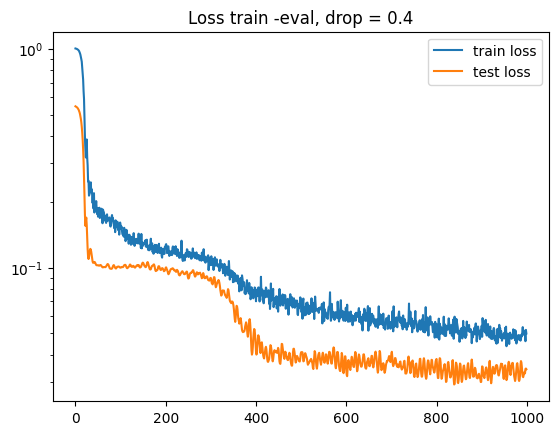 Loss train -eval, drop = 0.4
train loss
test loss
10⁰
10⁻¹
0 200 400 600 800 1000